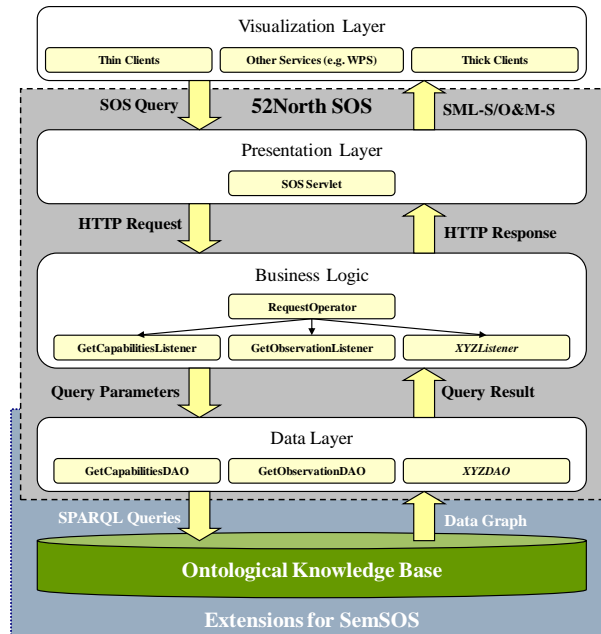 Visualization Layer
Thin Clients
Other Services (e.g. WPS)
Thick Clients
SOS Query
52North SOS
SML-S/O&M-S
Presentation Layer
SOS Servlet
HTTP Request
HTTP Response
Business Logic
RequestOperator
GetCapabilitiesListener
GetObservationListener
XYZListener
Query Parameters
Query Result
Data Layer
GetCapabilitiesDAO
GetObservationDAO
XYZDAO
SPARQL Queries
Data Graph
Ontological Knowledge Base
Extensions for SemSOS